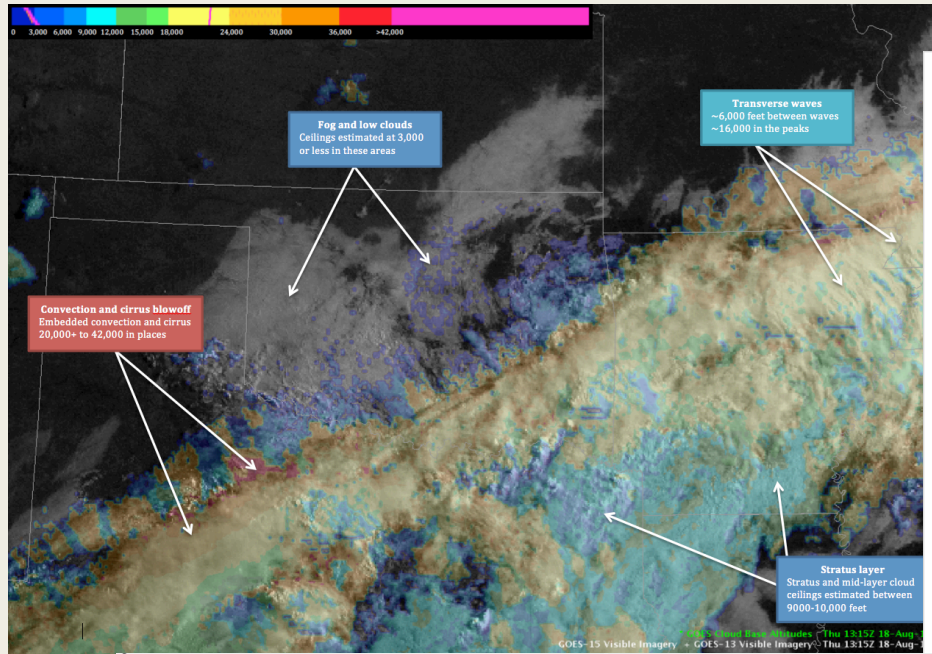 0 3,000 6,000 9,000 12,000 15,000 18,000 24,000 30,000 36,000 >42,000
Fog and low clouds
Ceilings estimated at 3,000
or less in these areas
Transverse waves
~6,000 feet between waves
~16,000 in the peaks
Convection and cirrus blowoff
Embedded convection and cirrus
20,000+ to 42,000 in places
Stratus layer
Stratus and mid-layer cloud
ceilings estimated between
9000-10,000 feet
GOES Cloud Base Altitudes Thu 13:15Z 18-Aug-1
GOES-15 Visible Imagery + GOES-13 Visible Imagery Thu 13:15Z 18-Aug-1